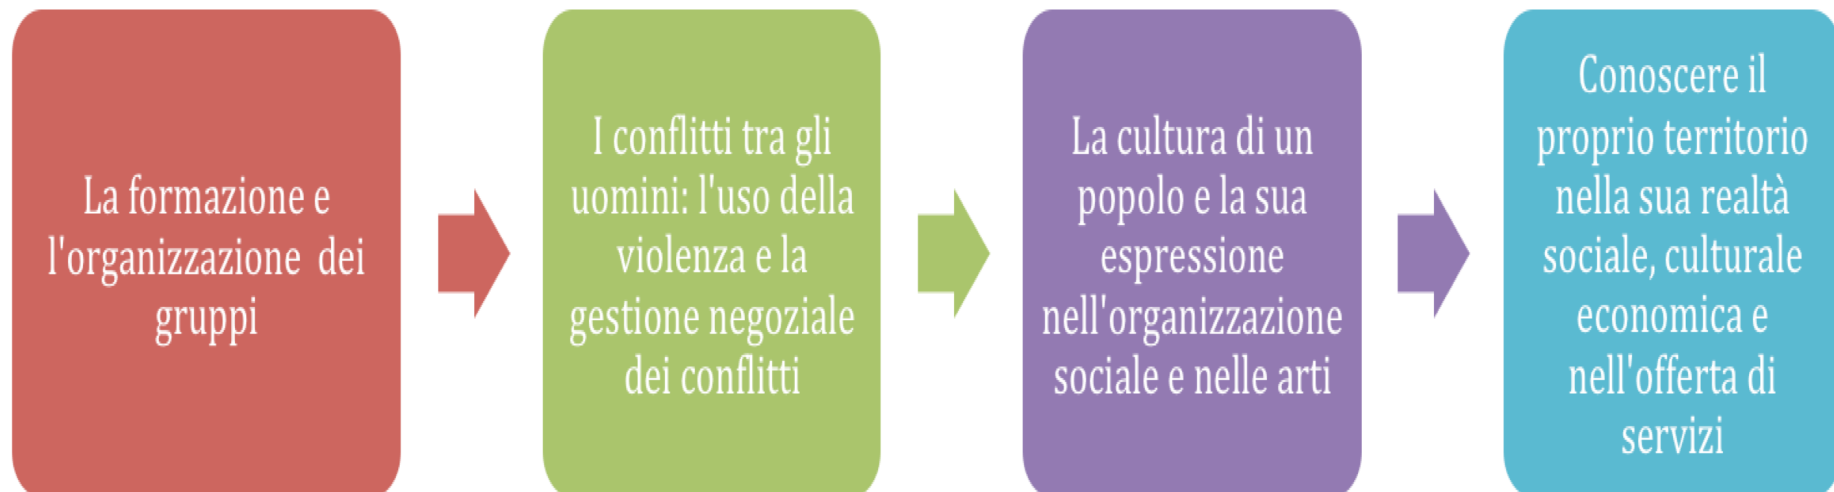 La formazione e
l'organizzazione  dei
gruppi
I conflitti tra gli
uomini: l'uso della
violenza e la
gestione negoziale
dei conflitti
La cultura di un
popolo e la sua
espressione
nell'organizzazione
sociale e nelle arti
Conoscere il
proprio territorio
nella sua realtà
sociale, culturale
economica e
nell'offerta di
servizi